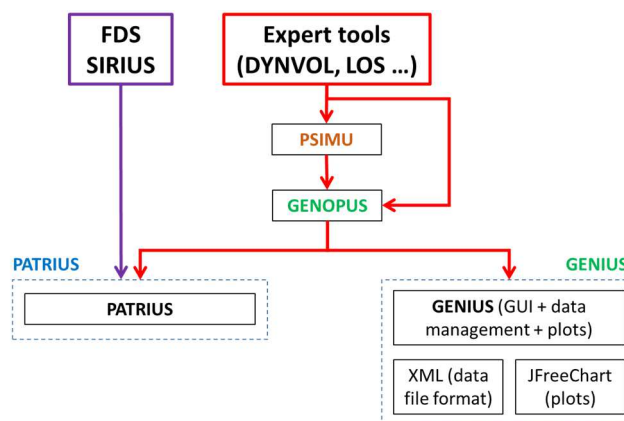 FDS
SIRIUS
Expert tools
(DYNVOL, LOS ...)
PSIMU
GENOPUS
PATRIUS
GENIUS
PATRIUS
GENIUS (GUI + data
management + plots)
XML (data
file format)
JFreeChart
(plots)